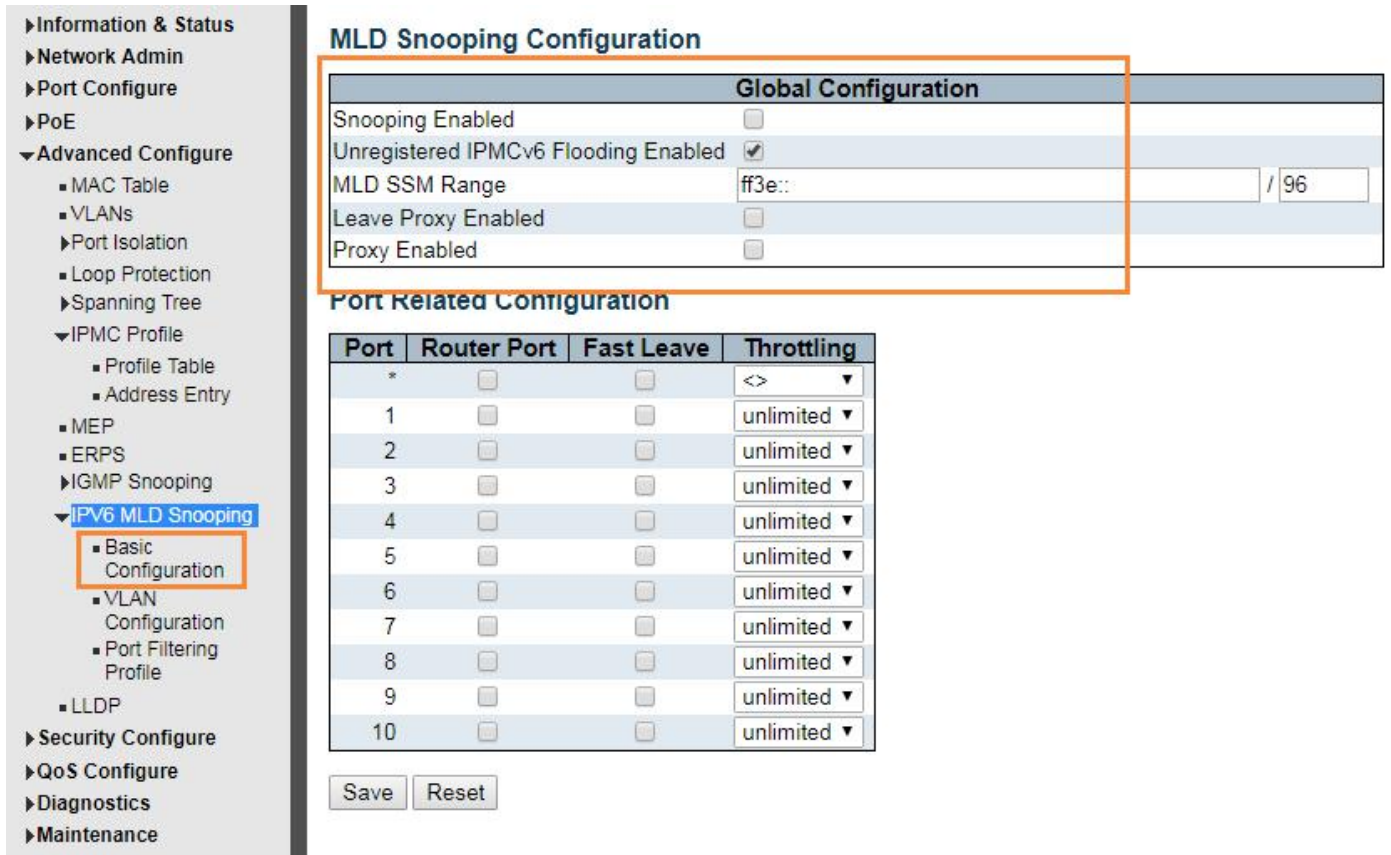 Information & Status
Network Admin
Port Configure
PoE
Advanced Configure
MAC Table
VLANs
Port Isolation
Loop Protection
Spanning Tree
IPMC Profile
Profile Table
Address Entry
MEP
ERPS
IGMP Snooping
IPV6 MLD Snooping
Basic
Configuration
VLAN
Configuration
Port Filtering
Profile
LLDP
Security Configure
QoS Configure
Diagnostics
Maintenance
MLD Snooping Configuration
Global Configuration
Snooping Enabled
Unregistered IPMCv6 Flooding Enabled
MLD SSM Range ff3e:: / 96
Leave Proxy Enabled
Proxy Enabled
Port Related Configuration
Port Router Port Fast Leave Throttling
* <>
1 unlimited
2 unlimited
3 unlimited
4 unlimited
5 unlimited
6 unlimited
7 unlimited
8 unlimited
9 unlimited
10 unlimited
Save Reset